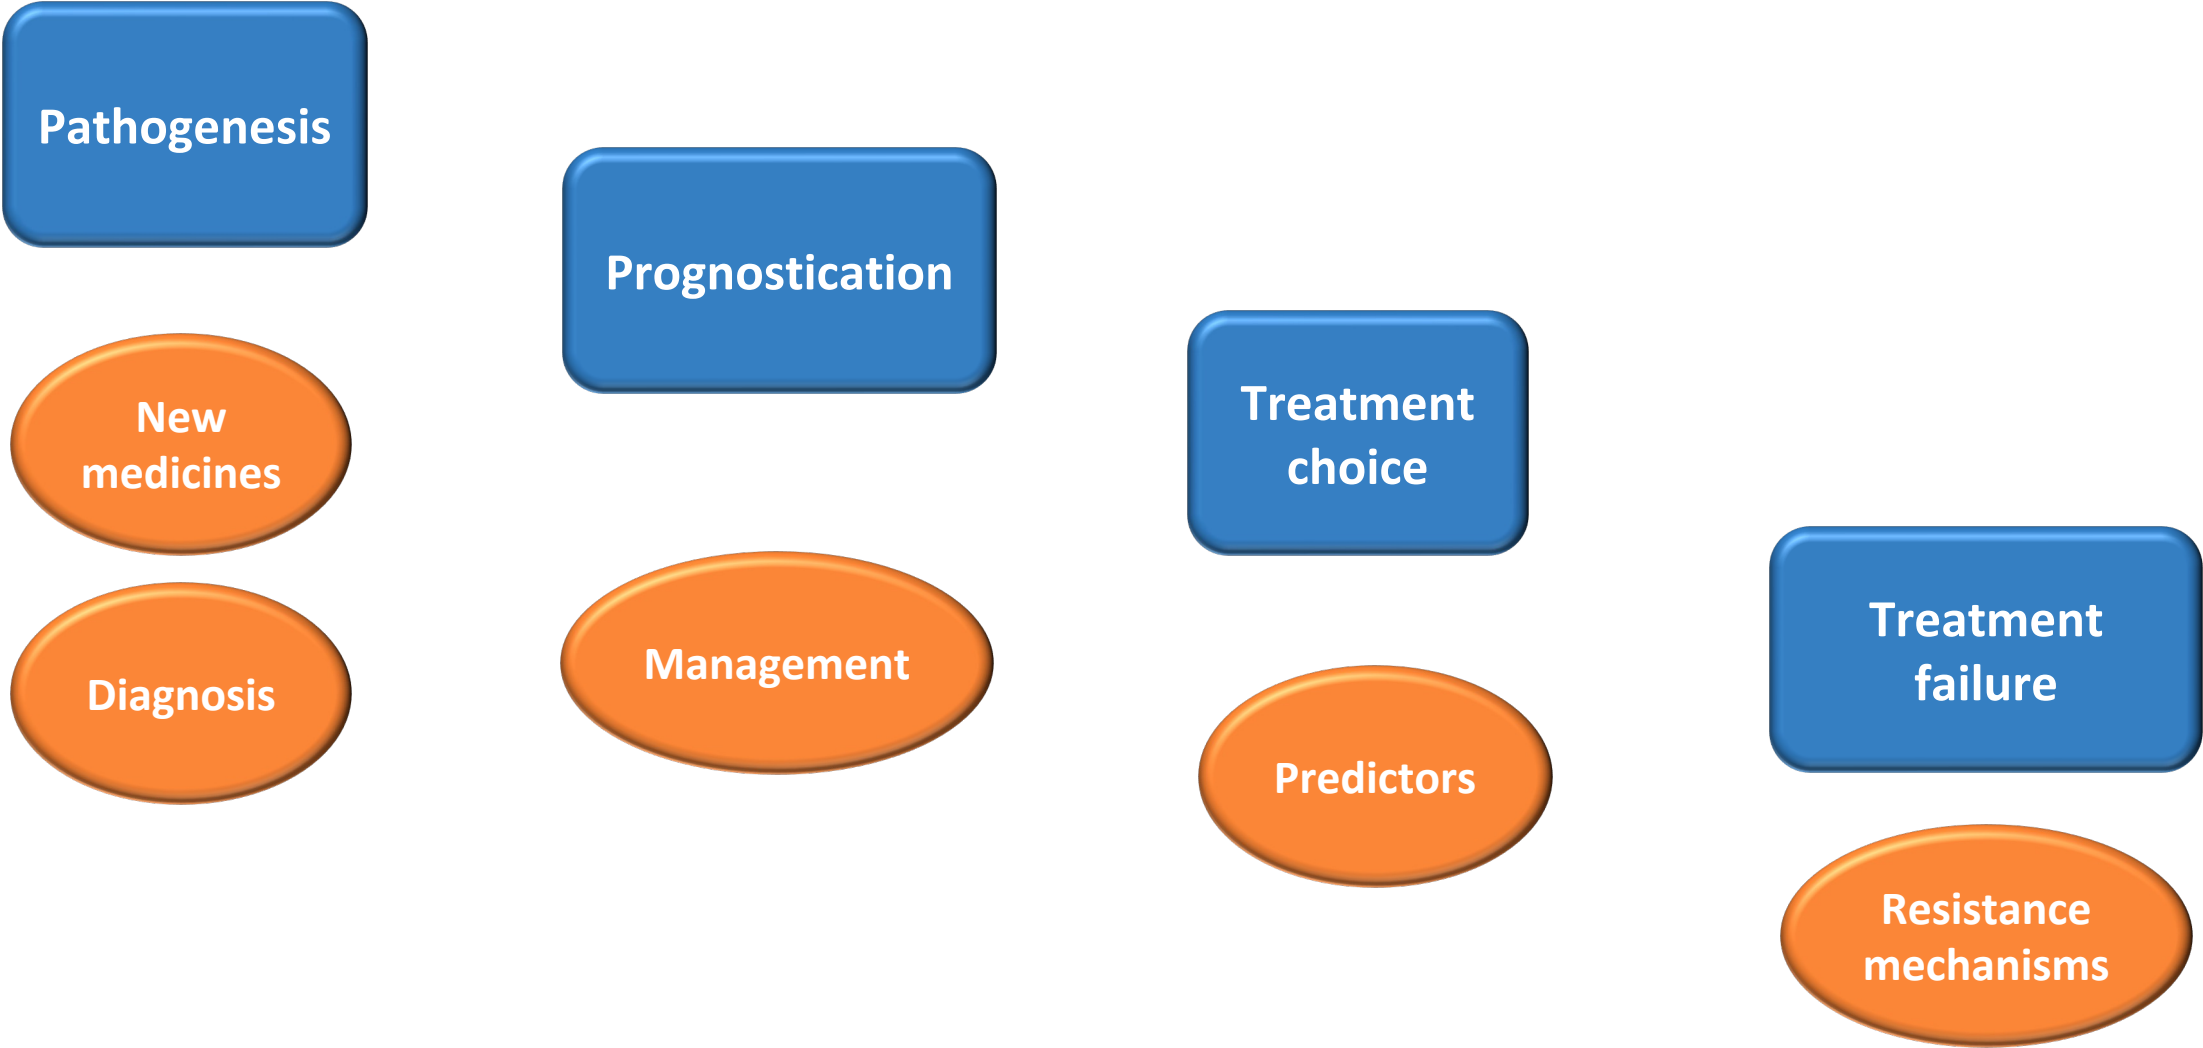 Pathogenesis
New
medicines
Diagnosis
Prognostication
Management
Treatment
choice
Predictors
Treatment
failure
Resistance
mechanisms